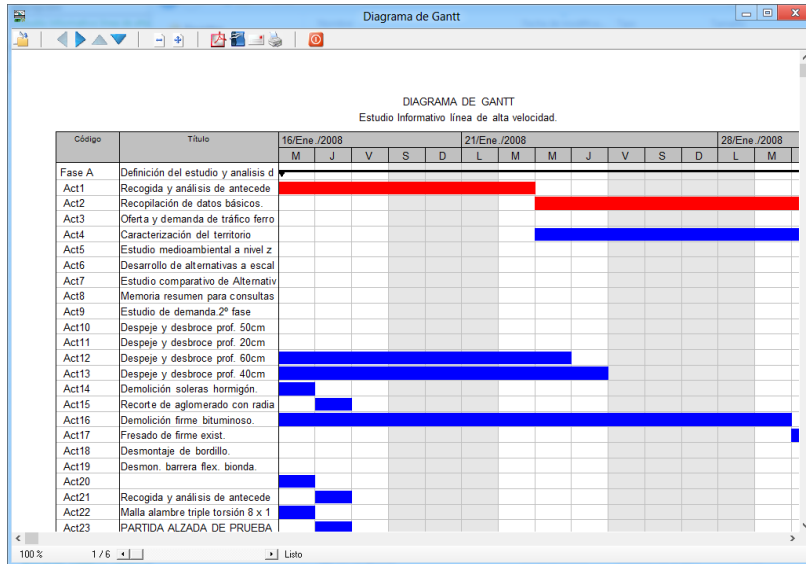 Diagrama de Gantt
DIAGRAMA DE GANTT
Estudio Informativo línea de alta velocidad.
Código Título 16/Ene./2008 21/Ene./2008 28/Ene./2008
M J V S D L M M J V S D L M
Fase A Definición del estudio y analisis d
Act1 Recogida y análisis de antecede
Act2 Recopilación de datos básicos.
Act3 Oferta y demanda de tráfico ferro
Act4 Caracterización del territorio
Act5 Estudio medioambiental a nivel z
Act6 Desarrollo de alternativas a escal
Act7 Estudio comparativo de Alternativ
Act8 Memoria resumen para consultas
Act9 Estudio de demanda.2º fase
Act10 Despeje y desbroce prof. 50cm
Act11 Despeje y desbroce prof. 20cm
Act12 Despeje y desbroce prof. 60cm
Act13 Despeje y desbroce prof. 40cm
Act14 Demolición soleras hormigón.
Act15 Recorte de aglomerado con radia
Act16 Demolición firme bituminoso.
Act17 Fresado de firme exist.
Act18 Desmontaje de bordillo.
Act19 Desmon. barrera flex. bionda.
Act20
Act21 Recogida y análisis de antecede
Act22 Malla alambre triple torsión 8 x 1
Act23 PARTIDA ALZADA DE PRUEBA
100 % 1 / 6 Listo